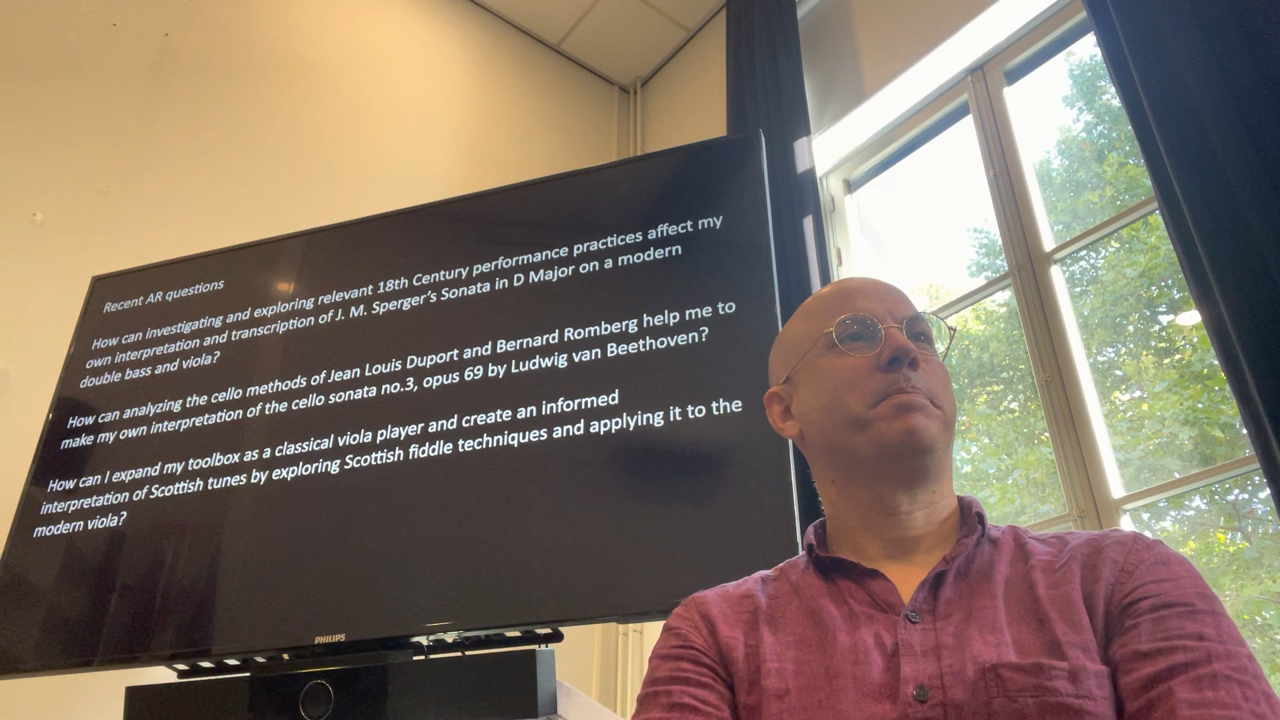 Recent AR questions
How can investigating and exploring relevant 18th Century performance practices affect my
own interpretation and transcription of J. M. Sperger's Sonata in D Major on a modern
double bass and viola?
How can analyzing the cello methods of Jean Louis Duport and Bernard Romberg help me to
make my own interpretation of the cello sonata no.3, opus 69 by Ludwig van Beethoven?
How can I expand my toolbox as a classical viola player and create an informed
interpretation of Scottish tunes by exploring Scottish fiddle techniques and applying it to the
modern viola?
PHILIPS